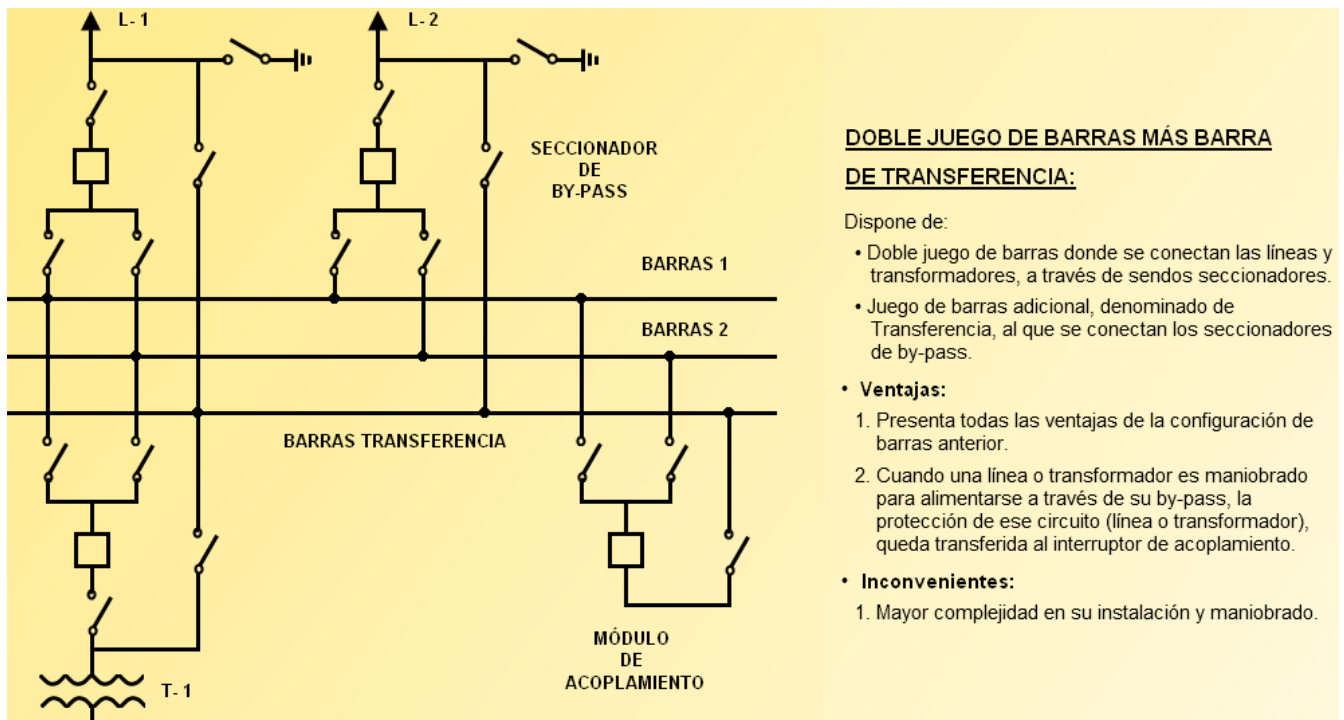 L- 1
L- 2
SECCIONADOR
DE
BY-PASS
BARRAS 1
BARRAS 2
BARRAS TRANSFERENCIA
MÓDULO
DE
ACOPLAMIENTO
T- 1
DOBLE JUEGO DE BARRAS MÁS BARRA
DE TRANSFERENCIA:
Dispone de:
• Doble juego de barras donde se conectan las líneas y
transformadores, a través de sendos seccionadores.
• Juego de barras adicional, denominado de
Transferencia, al que se conectan los seccionadores
de by-pass.
• Ventajas:
1. Presenta todas las ventajas de la configuración de
barras anterior.
2. Cuando una línea o transformador es maniobrado
para alimentarse a través de su by-pass, la
protección de ese circuito (línea o transformador),
queda transferida al interruptor de acoplamiento.
• Inconvenientes:
1. Mayor complejidad en su instalación y maniobrado.